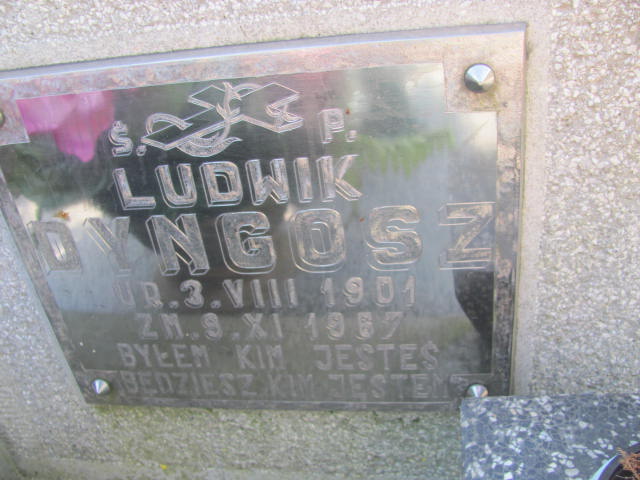 Ś. P.
LUDWIK
DYNGOSZ
UR. 3. VIII 1901
ZM. 9. XI 1967
BYŁEM KIM JESTEŚ
BĘDZIESZ KIM JESTEM